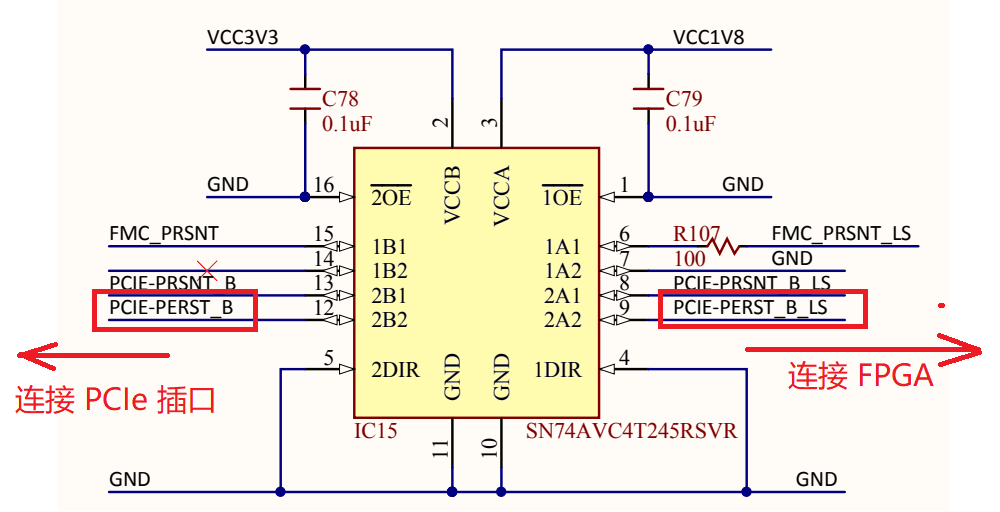 VCC3V3
VCC1V8
C78
0.1uF
C79
0.1uF
2
3
GND
16
2OE
VCCB
VCCA
1OE
1
GND
FMC_PRSNT
15
1B1
1A1
6
R107
100
FMC_PRSNT_LS
14
1B2
1A2
7
GND
PCIE-PRSNT_B
13
2B1
2A1
8
PCIE-PRSNT_B_LS
PCIE-PERST_B
12
2B2
2A2
9
PCIE-PERST_B_LS
5
2DIR
GND
GND
1DIR
4
连接 PCIe 插口
连接 FPGA
IC15
SN74AVC4T245RSVR
11
10
GND
GND